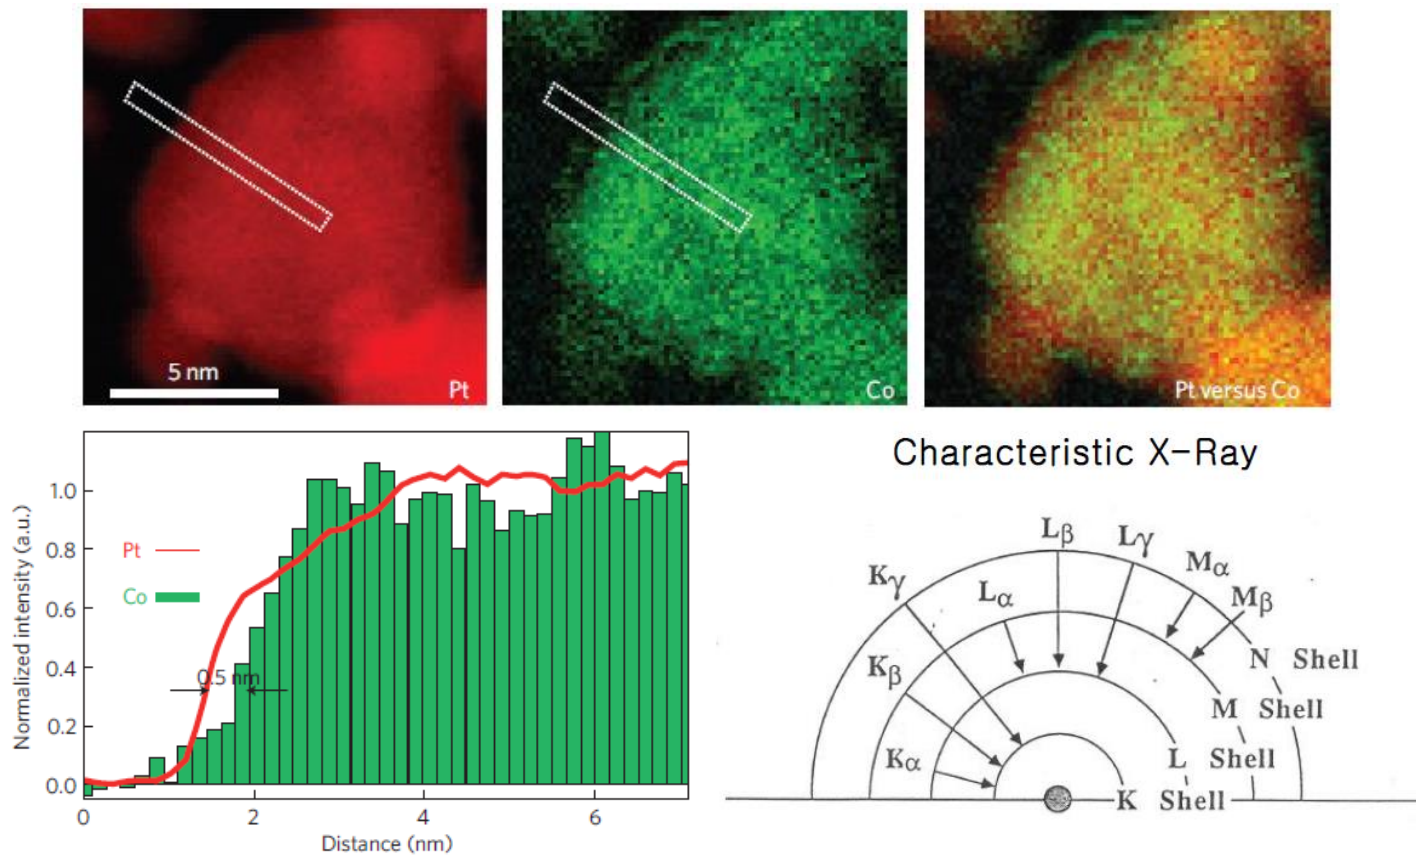 5 nm
Pt
Co
Pt versus Co
Normalized intensity (a.u.)
1.0
0.8
0.6
0.4
0.2
0.0
Pt
Co
0.5 nm
0
2
4
6
Distance (nm)
Characteristic X-Ray
Lβ
Lγ
Kγ
Mα
Lα
Mβ
Kβ
N Shell
M Shell
Kα
L Shell
K Shell